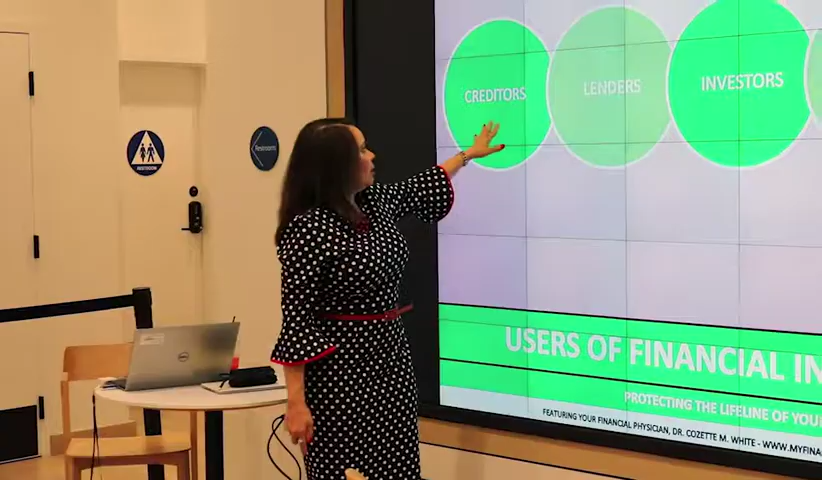 CREDITORS
LENDERS
INVESTORS
RESTROOM
Restrooms
DELL
USERS OF FINANCIAL IN
PROTECTING THE LIFELINE OF YOU
FEATURING YOUR FINANCIAL PHYSICIAN, DR. COZETTE M. WHITE - WWW.MYFINA